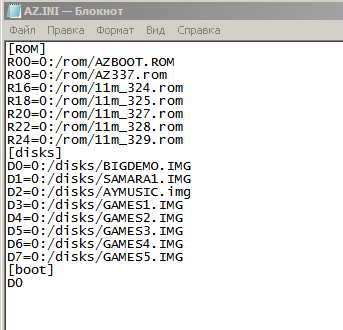 AZ.INI — Блокнот
Файл Правка Формат Вид Справка
[ROM]
R00=0:/rom/AZBOOT.ROM
R08=0:/rom/AZ337.rom
R16=0:/rom/11m_324.rom
R18=0:/rom/11m_325.rom
R20=0:/rom/11m_327.rom
R22=0:/rom/11m_328.rom
R24=0:/rom/11m_329.rom
[disks]
D0=0:/disks/BIGDEMO.IMG
D1=0:/disks/SAMARA1.IMG
D2=0:/disks/AYMUSIC.img
D3=0:/disks/GAMES1.IMG
D4=0:/disks/GAMES2.IMG
D5=0:/disks/GAMES3.IMG
D6=0:/disks/GAMES4.IMG
D7=0:/disks/GAMES5.IMG
[boot]
D0